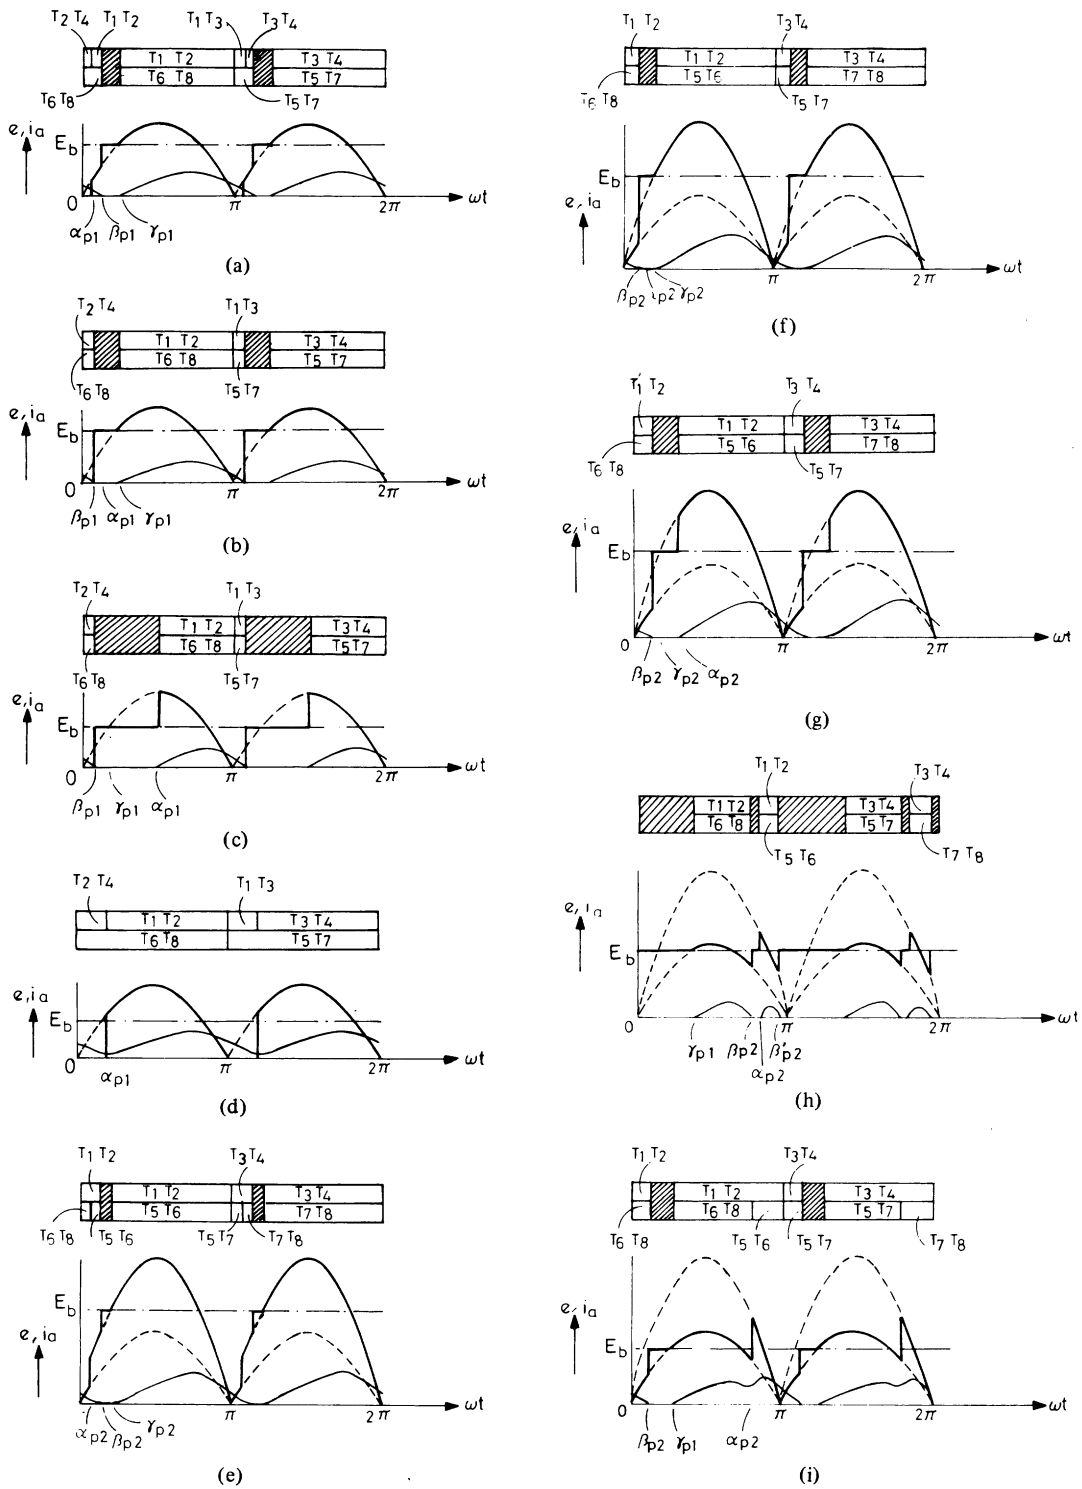 T2 T4 T1 T2 T1 T3 T3 T4
T1 T2 T3 T4
T6 T8 T5 T7
T6 T8 T5 T7
e, ia
Eb
0 π 2π ωt
αp1 βp1 γp1
(a)
T2 T4 T1 T3
T1 T2 T3 T4
T6 T8 T5 T7
T6 T8 T5 T7
e, ia
Eb
0 π 2π ωt
βp1 αp1 γp1
(b)
T2 T4 T1 T3
T1 T2 T3 T4
T6 T8 T5 T7
T6 T8 T5 T7
e, ia
Eb
0 π 2π ωt
βp1 γp1 αp1
(c)
T2 T4 T1 T3
T1 T2 T3 T4
T6 T8 T5 T7
e, ia
Eb
0 π 2π ωt
αp1
(d)
T1 T2 T3 T4
T1 T2 T3 T4
T5 T6 T7 T8
T6 T8 T5 T6 T5 T7 T7 T8
Eb
e, ia
π 2π ωt
αp2 βp2 γp2
(e)
T1 T2 T3 T4
T1 T2 T3 T4
T5 T6 T7 T8
T6 T8 T5 T7
Eb
e, ia
π 2π ωt
βp2 p2 γp2
(f)
T1 T2 T3 T4
T1 T2 T3 T4
T5 T6 T7 T8
T6 T8 T5 T7
e, ia
Eb
0 π 2π ωt
βp2 γp2 αp2
(g)
T1 T2 T3 T4
T1 T2 T3 T4
T6 T8 T5 T7
T5 T6 T7 T8
e, ia
Eb
0 π 2π ωt
γp1 βp2 αp2 β'p2
(h)
T1 T2 T3 T4
T1 T2 T3 T4
T6 T8 T5 T7
T6 T8 T5 T6 T5 T7 T7 T8
e, ia
Eb
0 π 2π ωt
βp2 γp1 αp2
(i)